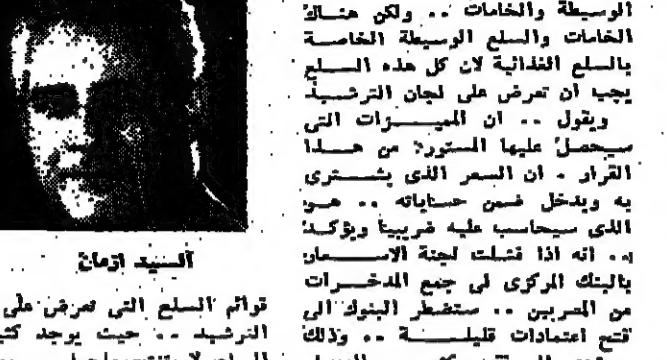 الوسيطة والخامات .. ولكن هناك
الخامات والسلع الوسيطة الخاصة
بالسلع الغذائية لان كل هذه السلع
يجب ان تعرض على لجان الترشيد
ويقول .. ان المميزات التى
سيحصل عليها المستورد من هذا
القرار . ان السعر الذى يشترى
به ويدخل ضمن حساباته .. هو
الذى سيحاسب عليه ضريبيا ويؤكد
.. انه اذا فشلت لجنة الاسعار
بالبنك المركزى فى جمع المدخرات
من المتربين .. ستضطر البنوك الى
فتح اعتمادات قليلة .. وذلك
السيد ازمان
قوائم السلع التى تعرض على
الترشيد .. حيث يوجد